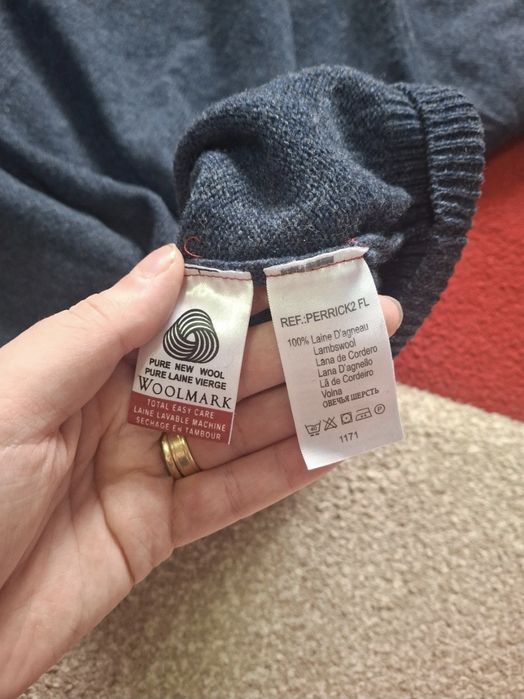 PURE NEW WOOL
PURE LAINE VIERGE
WOOLMARK
TOTAL EASY CARE
LAINE LAVABLE MACHINE
SECHAGE EN TAMBOUR
REF.:PERRICK2 FL
100% Laine D'agneau
Lambswool
Lana de Cordero
Lana D'agnello
Lã de Cordeiro
Volna
ОВЕЧЬЯ ШЕРСТЬ
P
1171